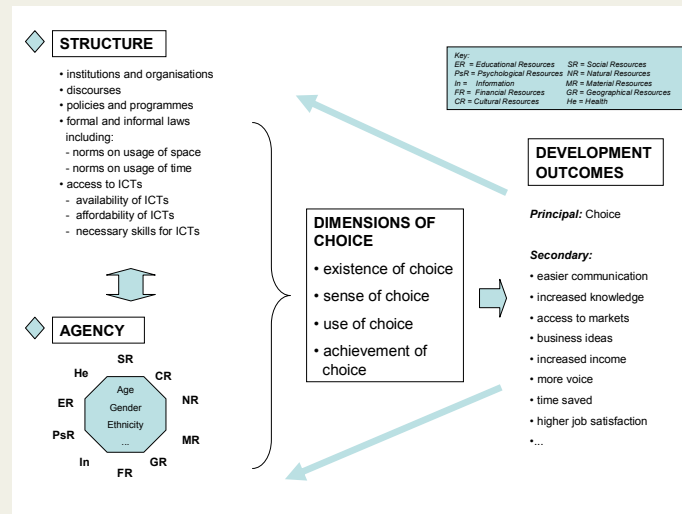 STRUCTURE
• institutions and organisations
• discourses
• policies and programmes
• formal and informal laws
including:
- norms on usage of space
- norms on usage of time
• access to ICTs
- availability of ICTs
- affordability of ICTs
- necessary skills for ICTs
AGENCY
SR
He
CR
ER
NR
PsR
MR
In
GR
FR
Age
Gender
Ethnicity
...
DIMENSIONS OF
CHOICE
• existence of choice
• sense of choice
• use of choice
• achievement of
choice
Key:
ER = Educational Resources SR = Social Resources
PsR = Psychological Resources NR = Natural Resources
In = Information MR = Material Resources
FR = Financial Resources GR = Geographical Resources
CR = Cultural Resources He = Health
DEVELOPMENT
OUTCOMES
Principal: Choice
Secondary:
• easier communication
• increased knowledge
• access to markets
• business ideas
• increased income
• more voice
• time saved
• higher job satisfaction
•...